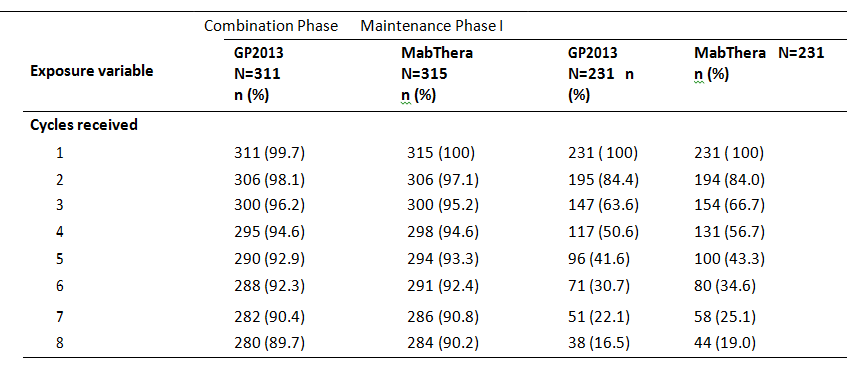 Combination Phase Maintenance Phase I
Exposure variable GP2013 N=311 n (%) MabThera N=315 n (%) GP2013 N=231 n (%) MabThera N=231 n (%)
Cycles received
1 311 (99.7) 315 (100) 231 ( 100) 231 ( 100)
2 306 (98.1) 306 (97.1) 195 (84.4) 194 (84.0)
3 300 (96.2) 300 (95.2) 147 (63.6) 154 (66.7)
4 295 (94.6) 298 (94.6) 117 (50.6) 131 (56.7)
5 290 (92.9) 294 (93.3) 96 (41.6) 100 (43.3)
6 288 (92.3) 291 (92.4) 71 (30.7) 80 (34.6)
7 282 (90.4) 286 (90.8) 51 (22.1) 58 (25.1)
8 280 (89.7) 284 (90.2) 38 (16.5) 44 (19.0)